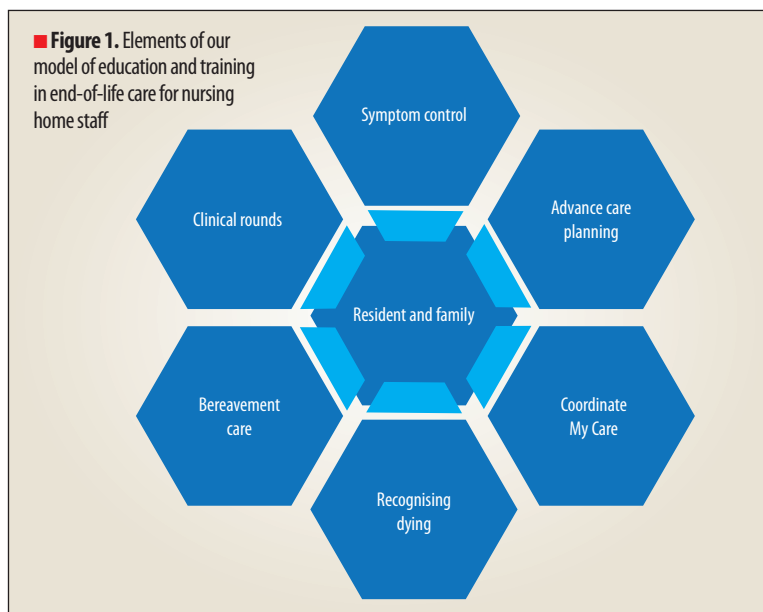 ■ Figure 1. Elements of our
model of education and training
in end-of-life care for nursing
home staff
Symptom control
Clinical rounds
Advance care
planning
Resident and family
Bereavement
care
Coordinate
My Care
Recognising
dying